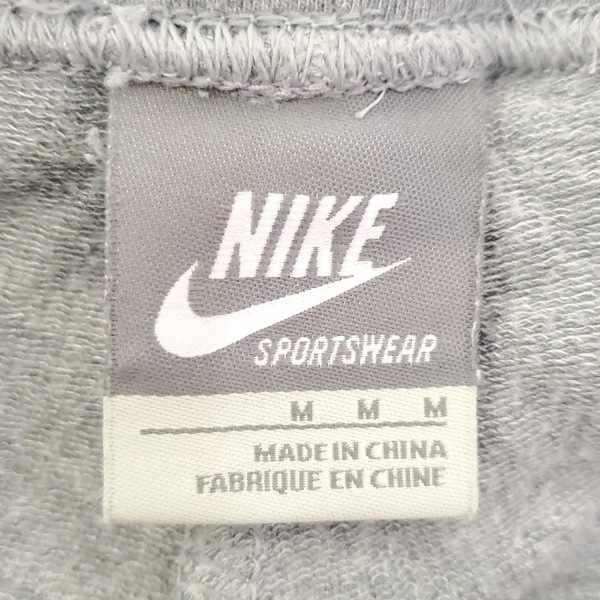 NIKE
SPORTSWEAR
M M M
MADE IN CHINA
FABRIQUE EN CHINE